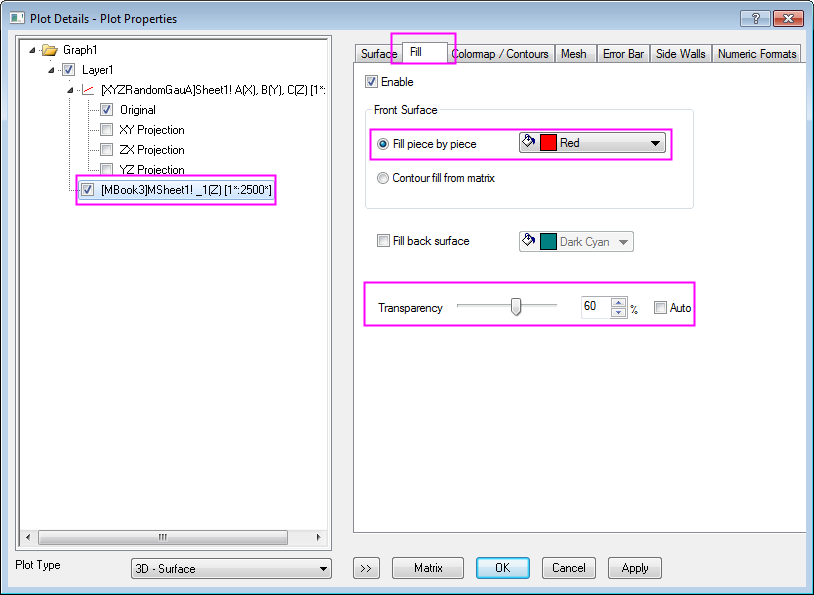 Plot Details - Plot Properties
?
Graph1
Layer1
[XYZRandomGauA]Sheet1! A(X), B(Y), C(Z) [1*:
Original
XY Projection
ZX Projection
YZ Projection
[MBook3]MSheet1! _1(Z) [1*:2500*]
Plot Type
3D - Surface
Surface Fill Colormap / Contours Mesh Error Bar Side Walls Numeric Formats
Enable
Front Surface
Fill piece by piece Red
Contour fill from matrix
Fill back surface Dark Cyan
Transparency 60 % Auto
>> Matrix OK Cancel Apply